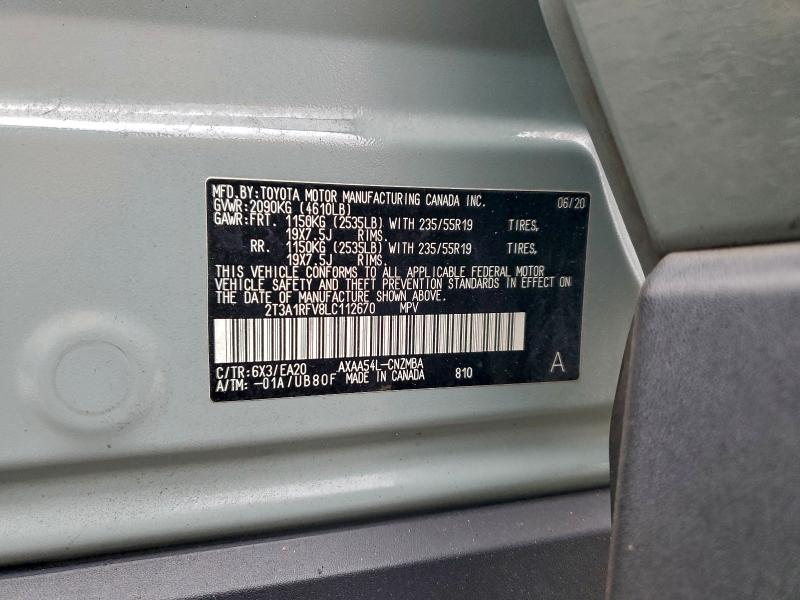 MFD.BY:TOYOTA MOTOR MANUFACTURING CANADA INC. 06/20
GVWR:2090KG (4610LB)
GAWR:FRT. 1150KG (2535LB) WITH 235/55R19 TIRES,
19X7.5J RIMS.
RR. 1150KG (2535LB) WITH 235/55R19 TIRES,
19X7.5J RIMS.
THIS VEHICLE CONFORMS TO ALL APPLICABLE FEDERAL MOTOR
VEHICLE SAFETY AND THEFT PREVENTION STANDARDS IN EFFECT ON
THE DATE OF MANUFACTURE SHOWN ABOVE.
2T3A1RFV8LC112670 MPV
C/TR:6X3/EA20 AXAA54L-CNZMBA
A/TM:-01A/UB80F MADE IN CANADA 810 A